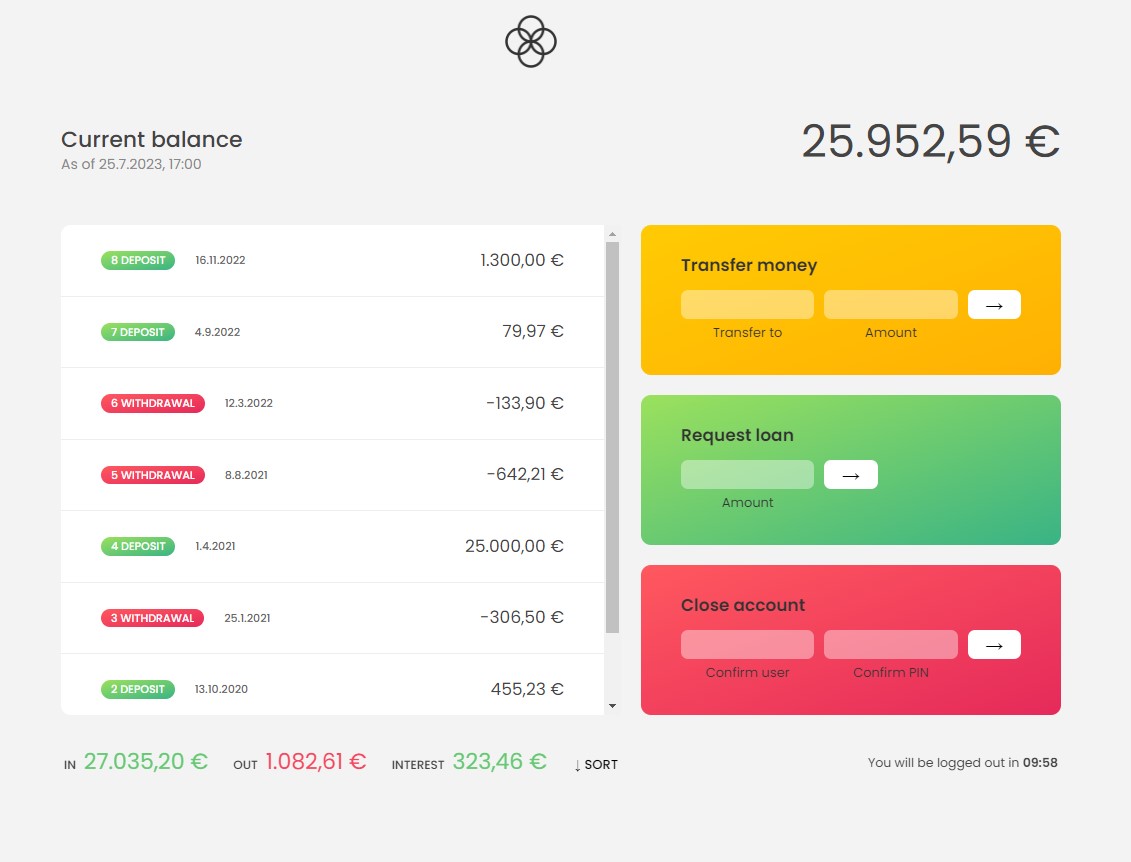 Current balance
As of 25.7.2023, 17:00
25.952,59 €
8 DEPOSIT 16.11.2022 1.300,00 €
7 DEPOSIT 4.9.2022 79,97 €
6 WITHDRAWAL 12.3.2022 -133,90 €
5 WITHDRAWAL 8.8.2021 -642,21 €
4 DEPOSIT 1.4.2021 25.000,00 €
3 WITHDRAWAL 25.1.2021 -306,50 €
2 DEPOSIT 13.10.2020 455,23 €
Transfer money
→
Transfer to Amount
Request loan
→
Amount
Close account
→
Confirm user Confirm PIN
IN 27.035,20 € OUT 1.082,61 € INTEREST 323,46 € ↓ SORT
You will be logged out in 09:58